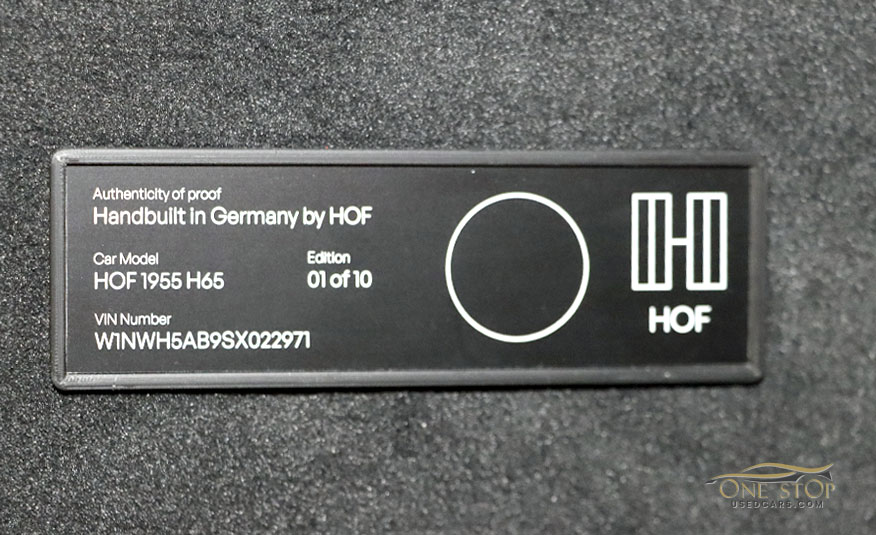 Authenticity of proof
Handbuilt in Germany by HOF
Car Model
HOF 1955 H65
Edition
01 of 10
VIN Number
W1NWH5AB9SX022971
H
HOF
ONE STOP
USEDCARS.COM